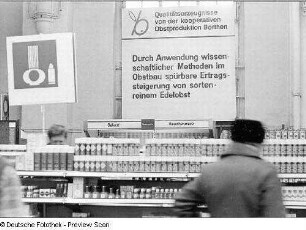 Qualitätserzeugnisse
von der kooperativen
Obstproduktion Borthen
Durch Anwendung wissen-
schaftlicher Methoden im
Obstbau spürbare Ertrags-
steigerung von sorten-
reinem Edelobst
© Deutsche Fotothek - Preview Scan